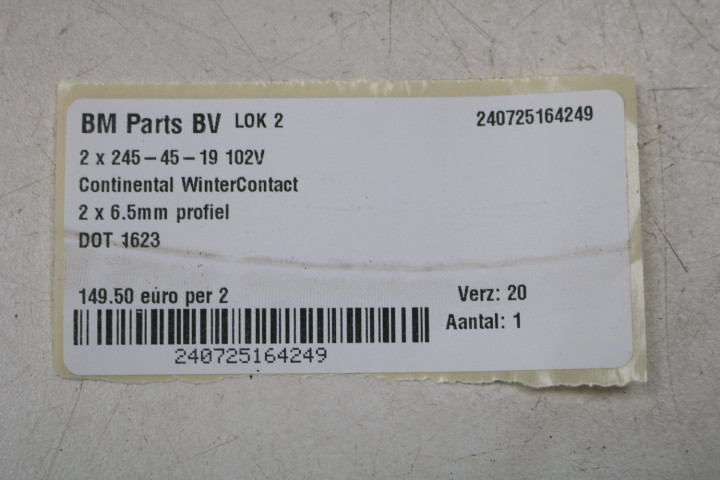 BM Parts BV LOK 2 240725164249
2 x 245-45-19 102V
Continental WinterContact
2 x 6.5mm profiel
DOT 1623
149.50 euro per 2 Verz: 20
Aantal: 1
240725164249